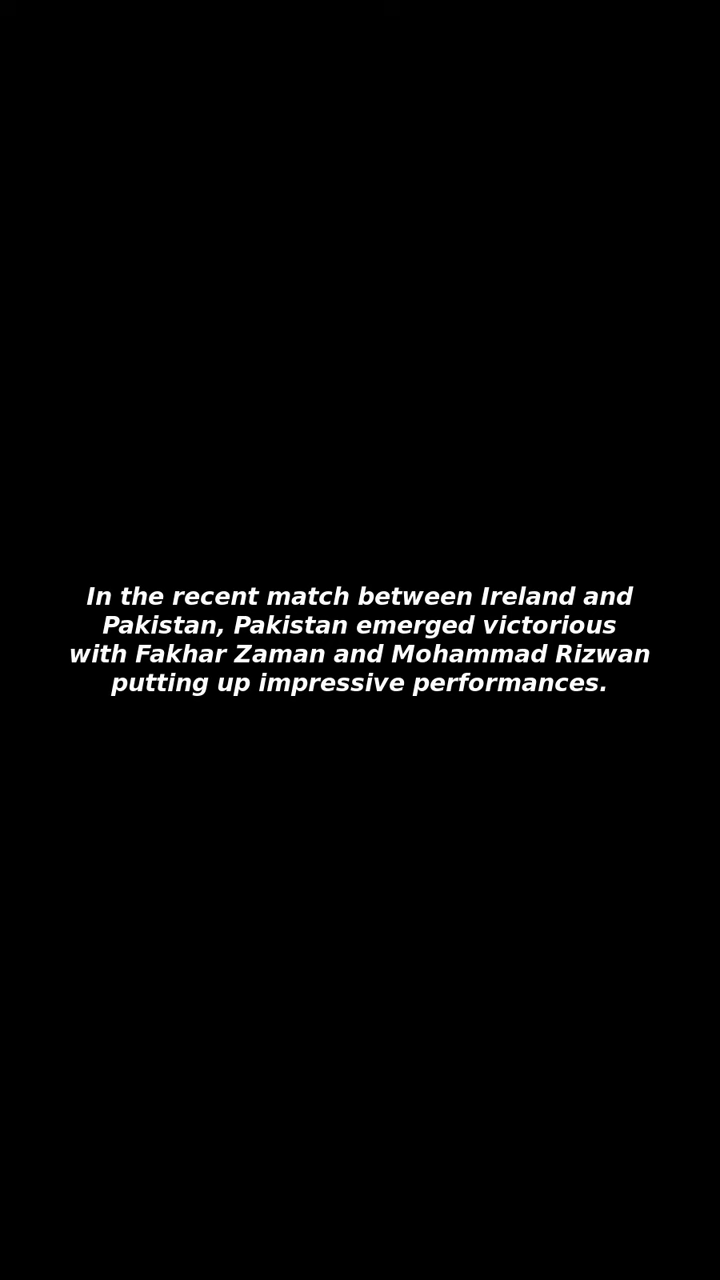 In the recent match between Ireland and
Pakistan, Pakistan emerged victorious
with Fakhar Zaman and Mohammad Rizwan
putting up impressive performances.